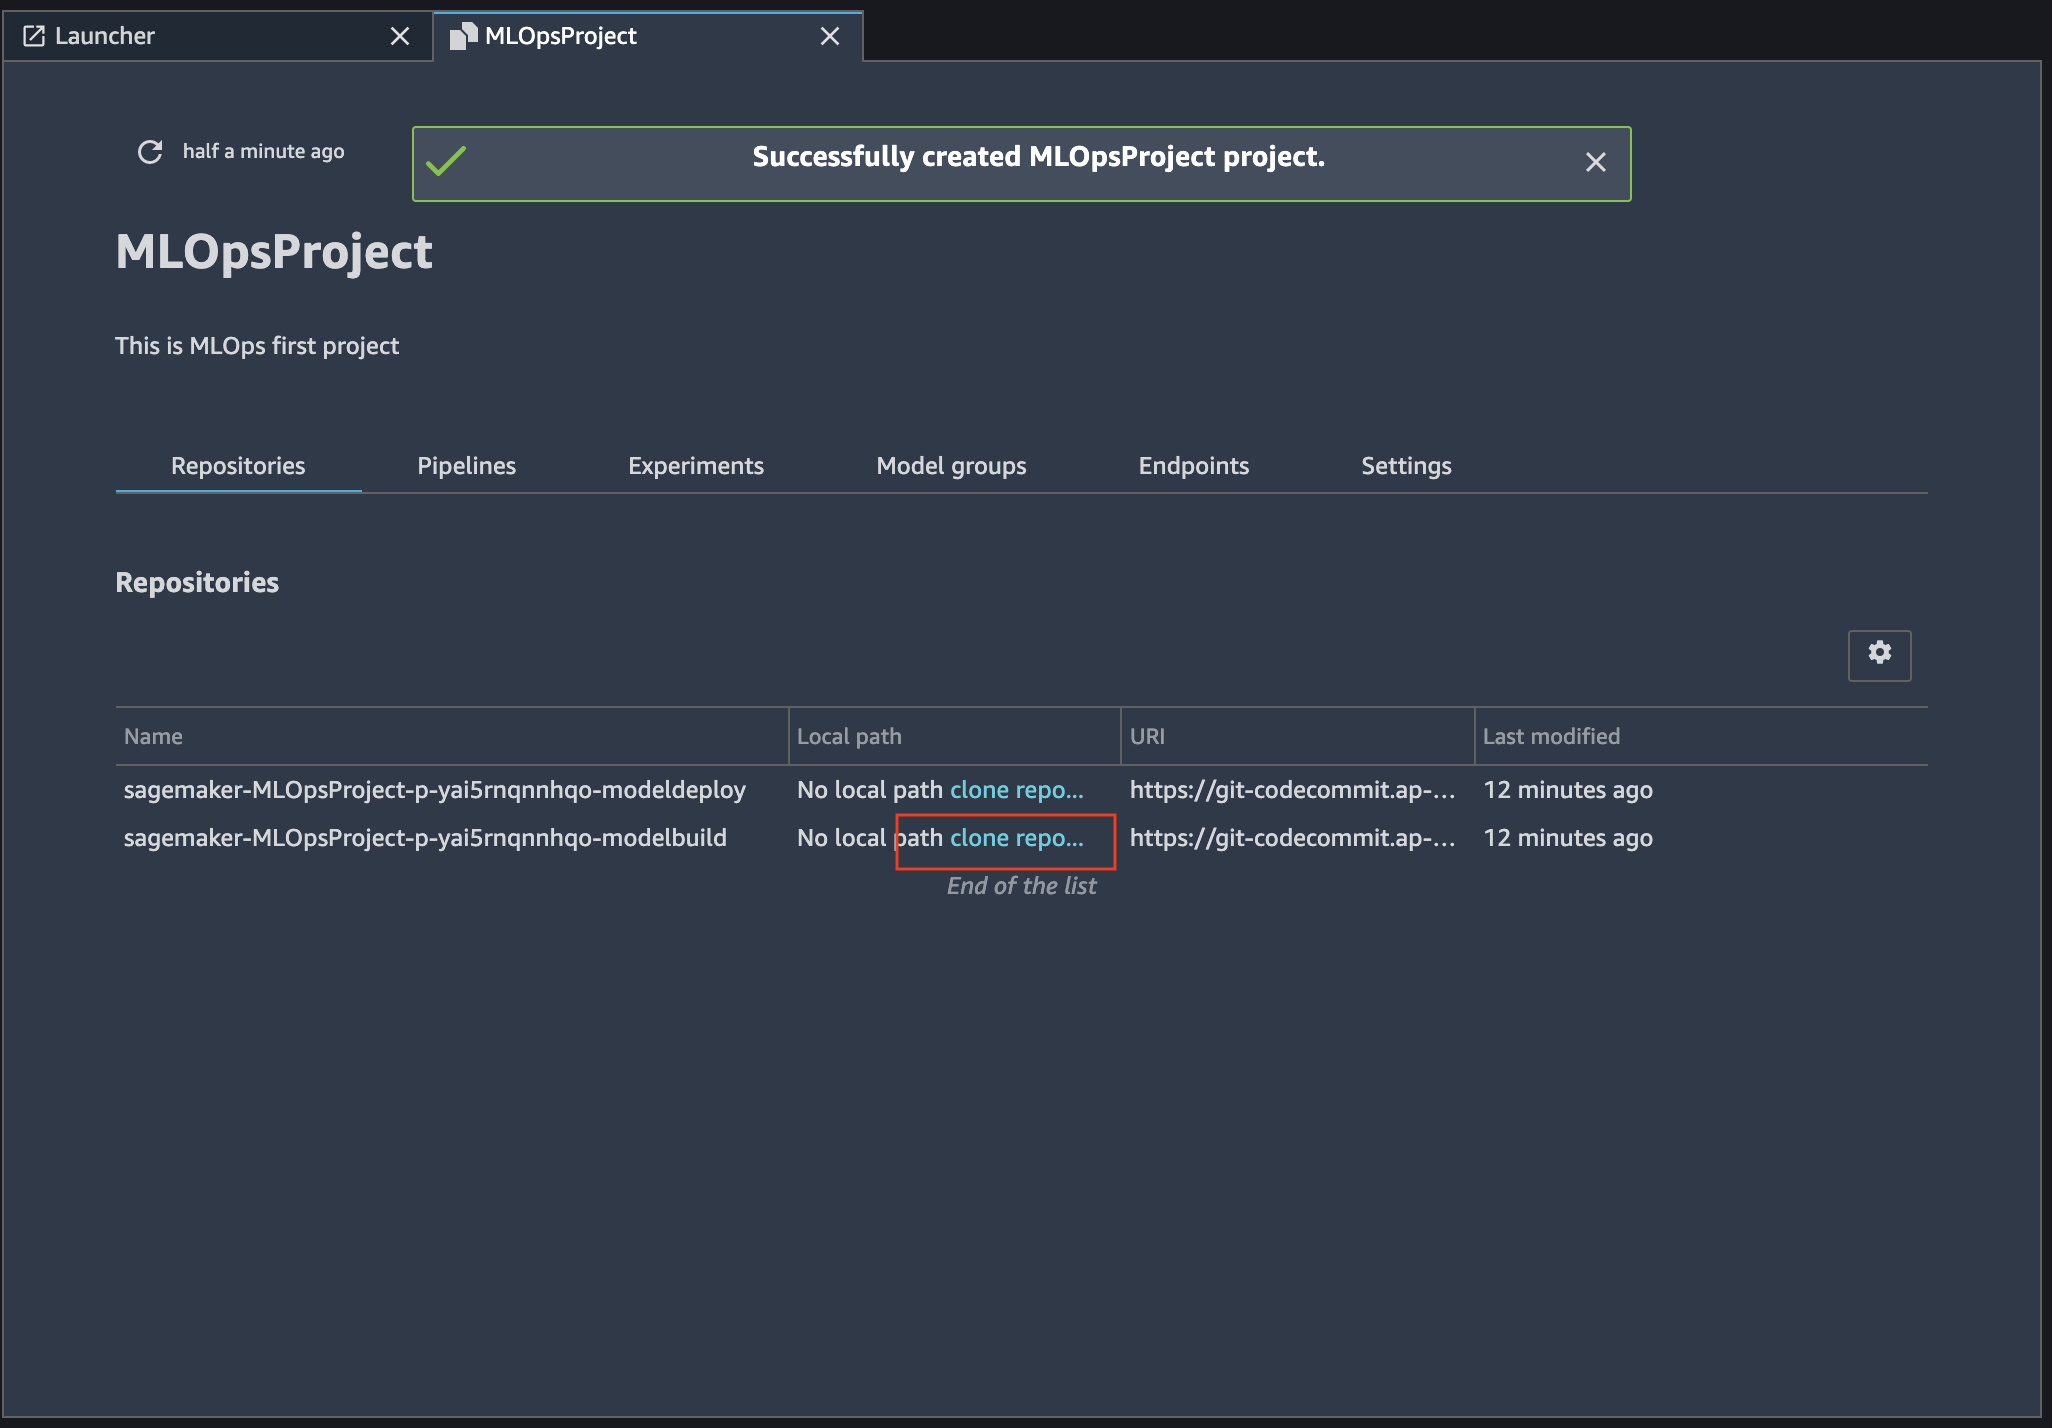 Launcher
MLOpsProject
half a minute ago
Successfully created MLOpsProject project.
MLOpsProject
This is MLOps first project
Repositories Pipelines Experiments Model groups Endpoints Settings
Repositories
Name Local path URI Last modified
sagemaker-MLOpsProject-p-yai5rnqnnhqo-modeldeploy No local path clone repo... https://git-codecommit.ap-... 12 minutes ago
sagemaker-MLOpsProject-p-yai5rnqnnhqo-modelbuild No local path clone repo... https://git-codecommit.ap-... 12 minutes ago
End of the list